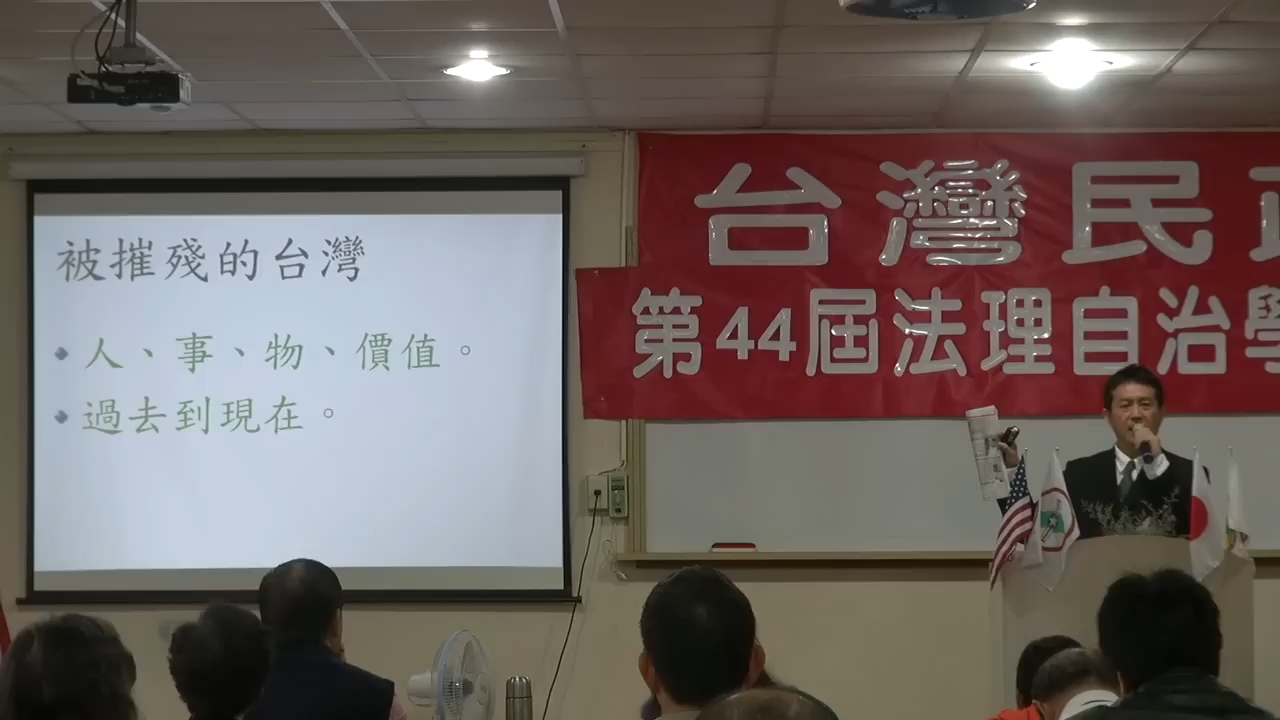 被摧殘的台灣
人、事、物、價值。
過去到現在。
台灣民
第44屆法理自治學